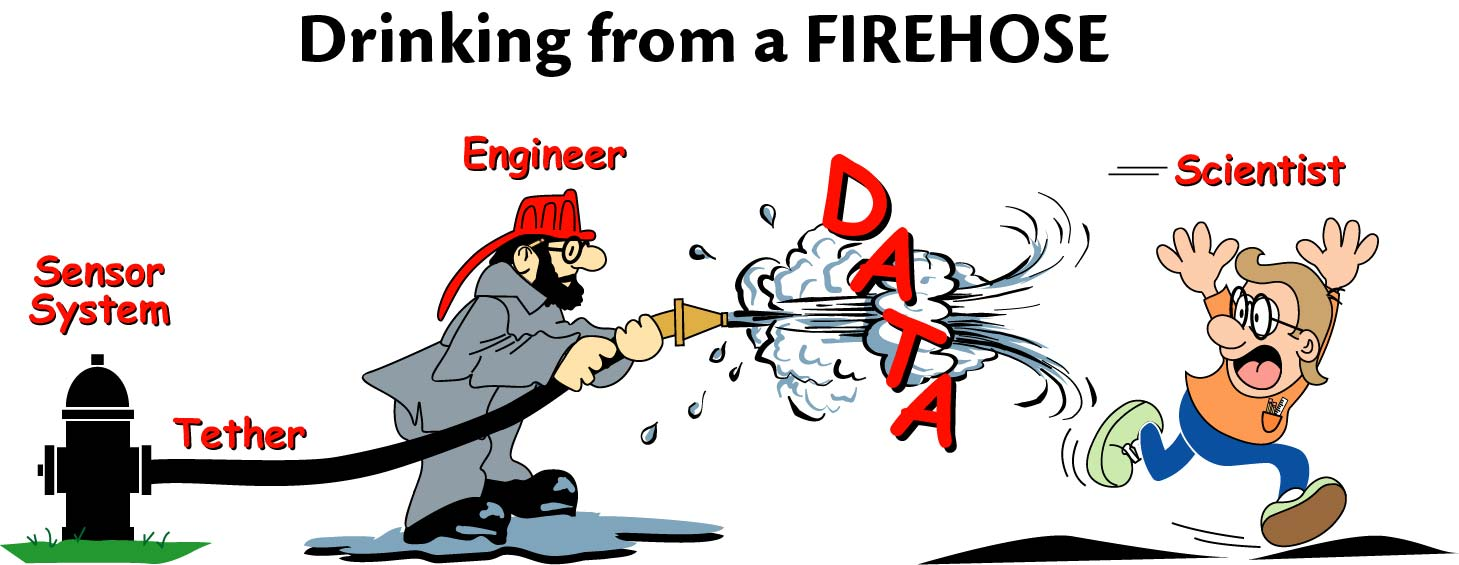 Drinking from a FIREHOSE
Engineer
DATA
Scientist
Sensor
System
Tether